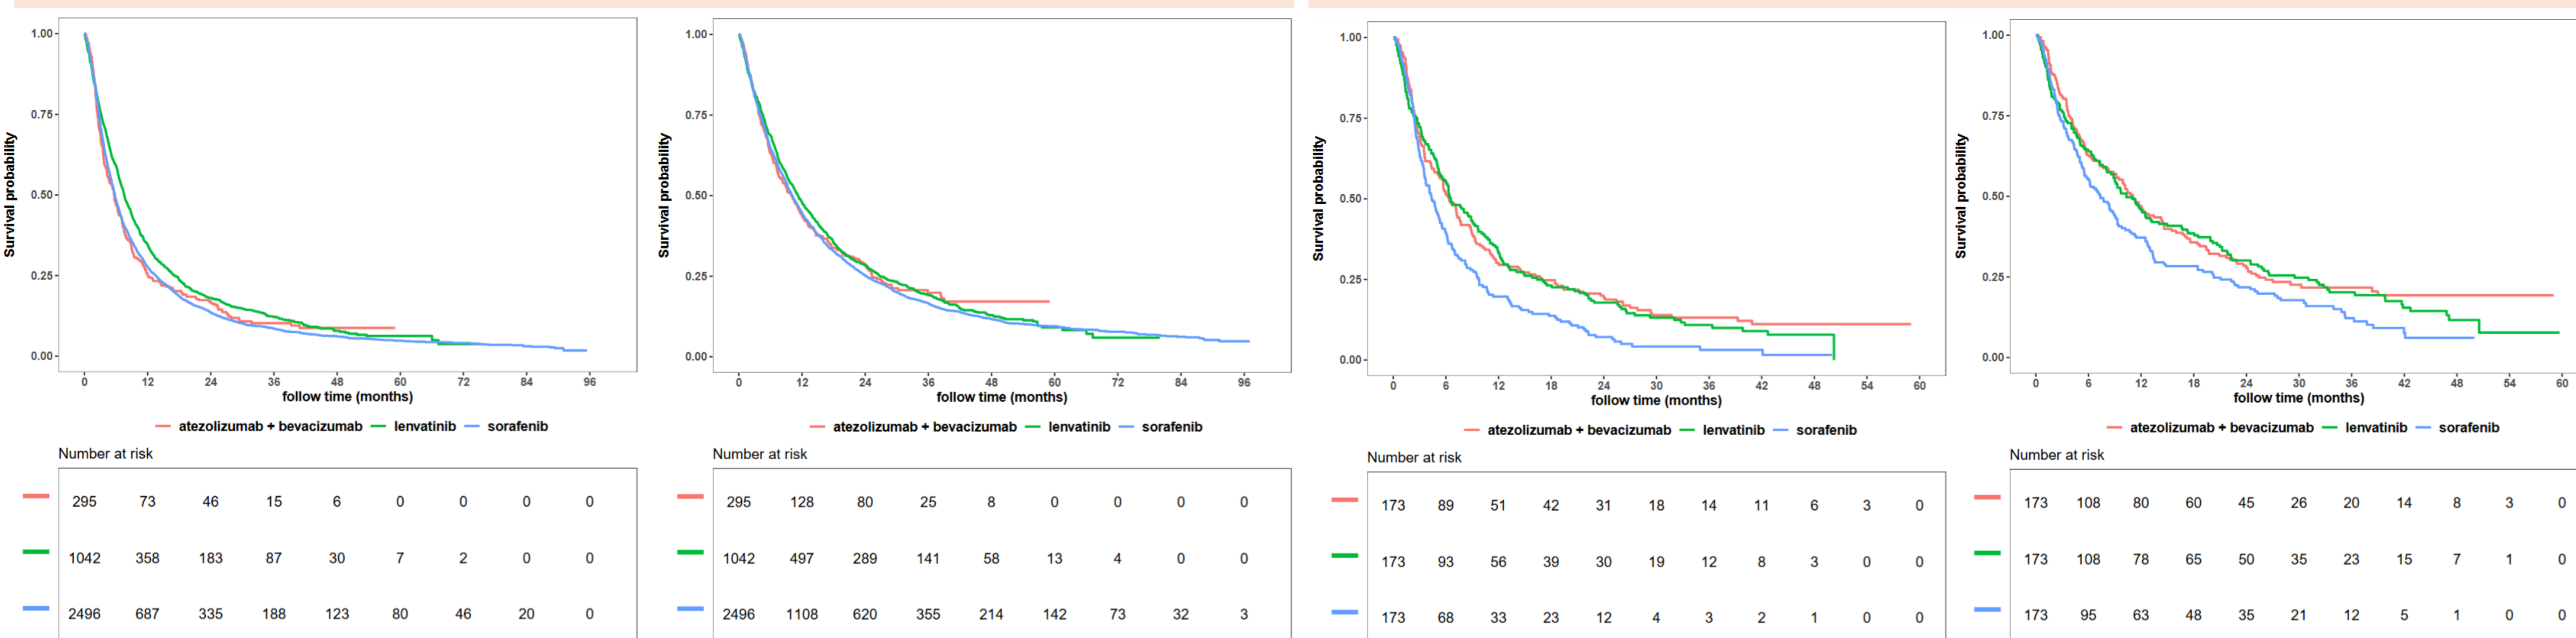 1.00
0.75
0.50
0.25
0.00
Survival probability
0 12 24 36 48 60 72 84 96
follow time (months)
atezolizumab + bevacizumab lenvatinib sorafenib
Number at risk
295 73 46 15 6 0 0 0 0
1042 358 183 87 30 7 2 0 0
2496 687 335 188 123 80 46 20 0
1.00
0.75
0.50
0.25
0.00
Survival probability
0 12 24 36 48 60 72 84 96
follow time (months)
atezolizumab + bevacizumab lenvatinib sorafenib
Number at risk
295 128 80 25 8 0 0 0 0
1042 497 289 141 58 13 4 0 0
2496 1108 620 355 214 142 73 32 3
1.00
0.75
0.50
0.25
0.00
Survival probability
0 6 12 18 24 30 36 42 48 54 60
follow time (months)
atezolizumab + bevacizumab lenvatinib sorafenib
Number at risk
173 89 51 42 31 18 14 11 6 3 0
173 93 56 39 30 19 12 8 3 0 0
173 68 33 23 12 4 3 2 1 0 0
1.00
0.75
0.50
0.25
0.00
Survival probability
0 6 12 18 24 30 36 42 48 54 60
follow time (months)
atezolizumab + bevacizumab lenvatinib sorafenib
Number at risk
173 108 80 60 45 26 20 14 8 3 0
173 108 78 65 50 35 23 15 7 1 0
173 95 63 48 35 21 12 5 1 0 0